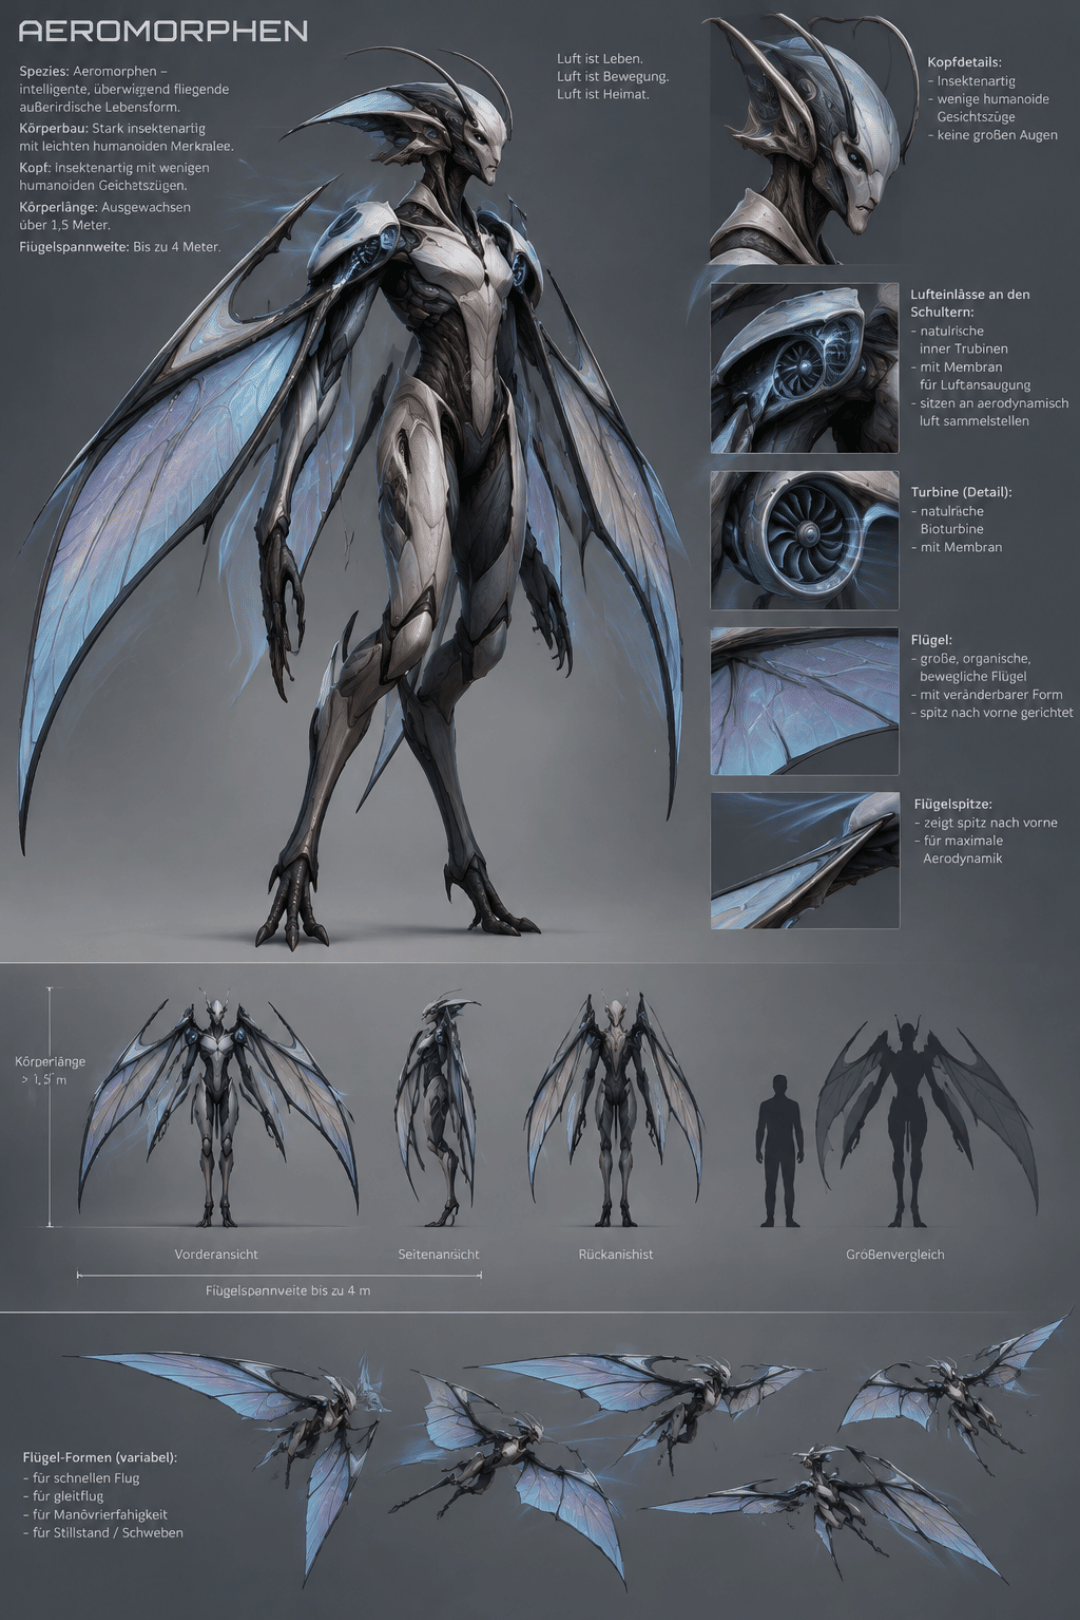 AEROMORPHEN
Spezies: Aeromorphen –
intelligente, überwigend fliegende
außerirdische Lebensform.
Körperbau: Stark insektenartig
mit leichten humanoiden Merkralee.
Kopf: Insektenartig mit wenigen
humanoiden Geichetszügen.
Körperlänge: Ausgewachsen
über 1,5 Meter.
Flügelspannweite: Bis zu 4 Meter.
Luft ist Leben.
Luft ist Bewegung.
Luft ist Heimat.
Kopfdetails:
- Insektenartig
- wenige humanoide
Gesichtszüge
- keine großen Augen
Lufteinlässe an den
Schultern:
- natulrische
inner Trubinen
- mit Membran
für Luftansaugung
- sitzen an aerodynamisch
luft sammelstellen
Turbine (Detail):
- natulrische
Bioturbine
- mit Membran
Flügel:
- große, organische,
bewegliche Flügel
- mit veränderbarer Form
- spitz nach vorne gerichtet
Flügelspitze:
- zeigt spitz nach vorne
- für maximale
Aerodynamik
Körperlänge
> 1,5 m
Vorderansicht
Seitenansicht
Rückanishist
Größenvergleich
Flügelspannweite bis zu 4 m
Flügel-Formen (variabel):
- für schnellen Flug
- für gleitflug
- für Manövrierfahigkeit
- für Stillstand / Schweben